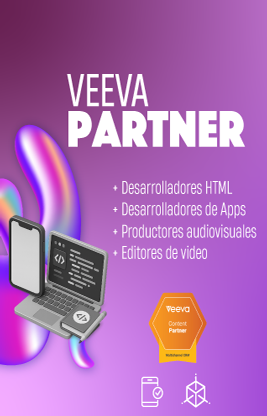 VEEVA
PARTNER
+ Desarrolladores HTML
+ Desarrolladores de Apps
+ Productores audiovisuales
+ Editores de video
Veeva
Content
Partner